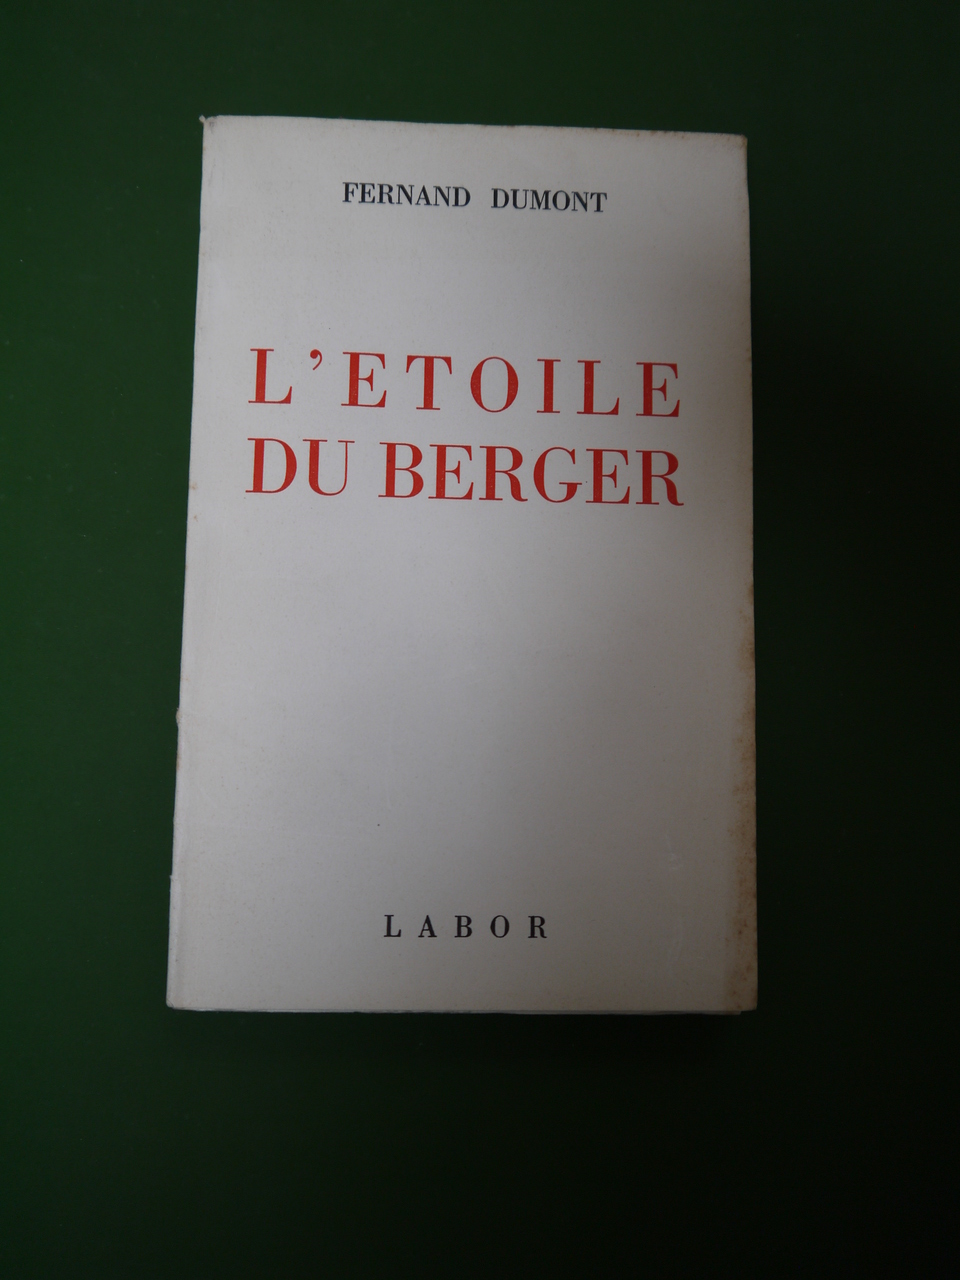 FERNAND DUMONT
L'ETOILE
DU BERGER
LABOR